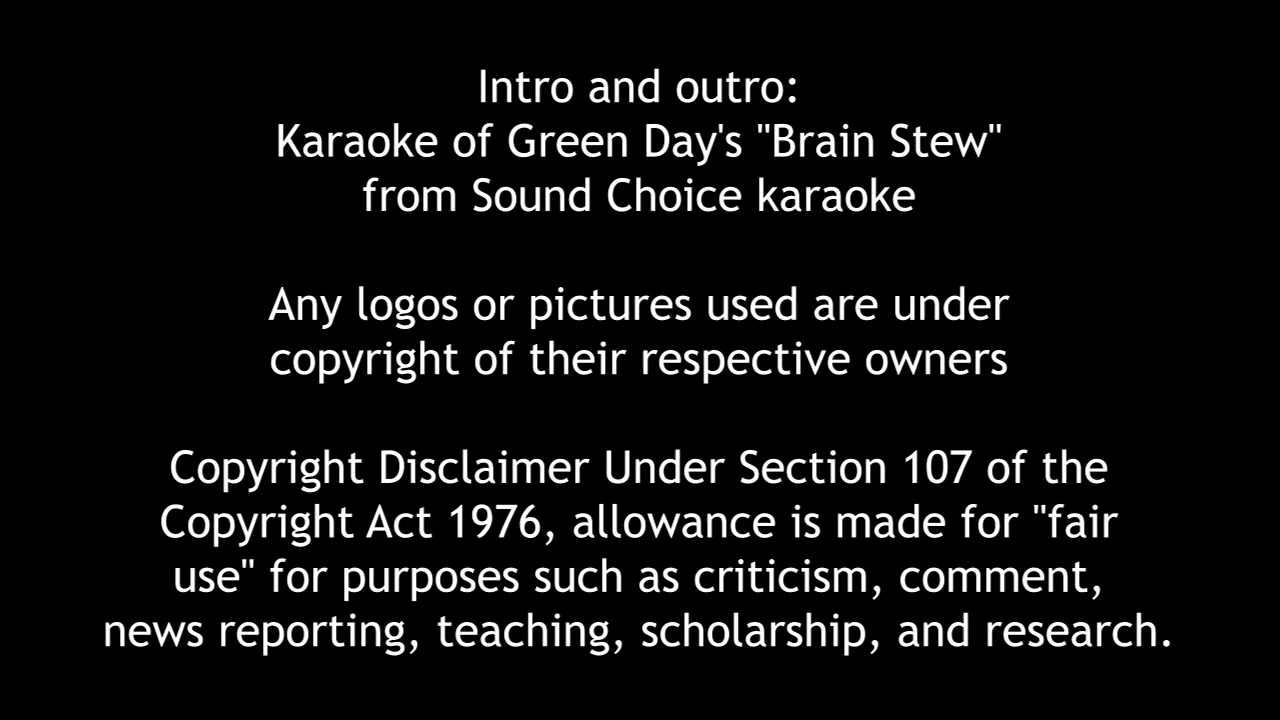 Intro and outro:
Karaoke of Green Day's "Brain Stew"
from Sound Choice karaoke
Any logos or pictures used are under
copyright of their respective owners
Copyright Disclaimer Under Section 107 of the
Copyright Act 1976, allowance is made for "fair
use" for purposes such as criticism, comment,
news reporting, teaching, scholarship, and research.